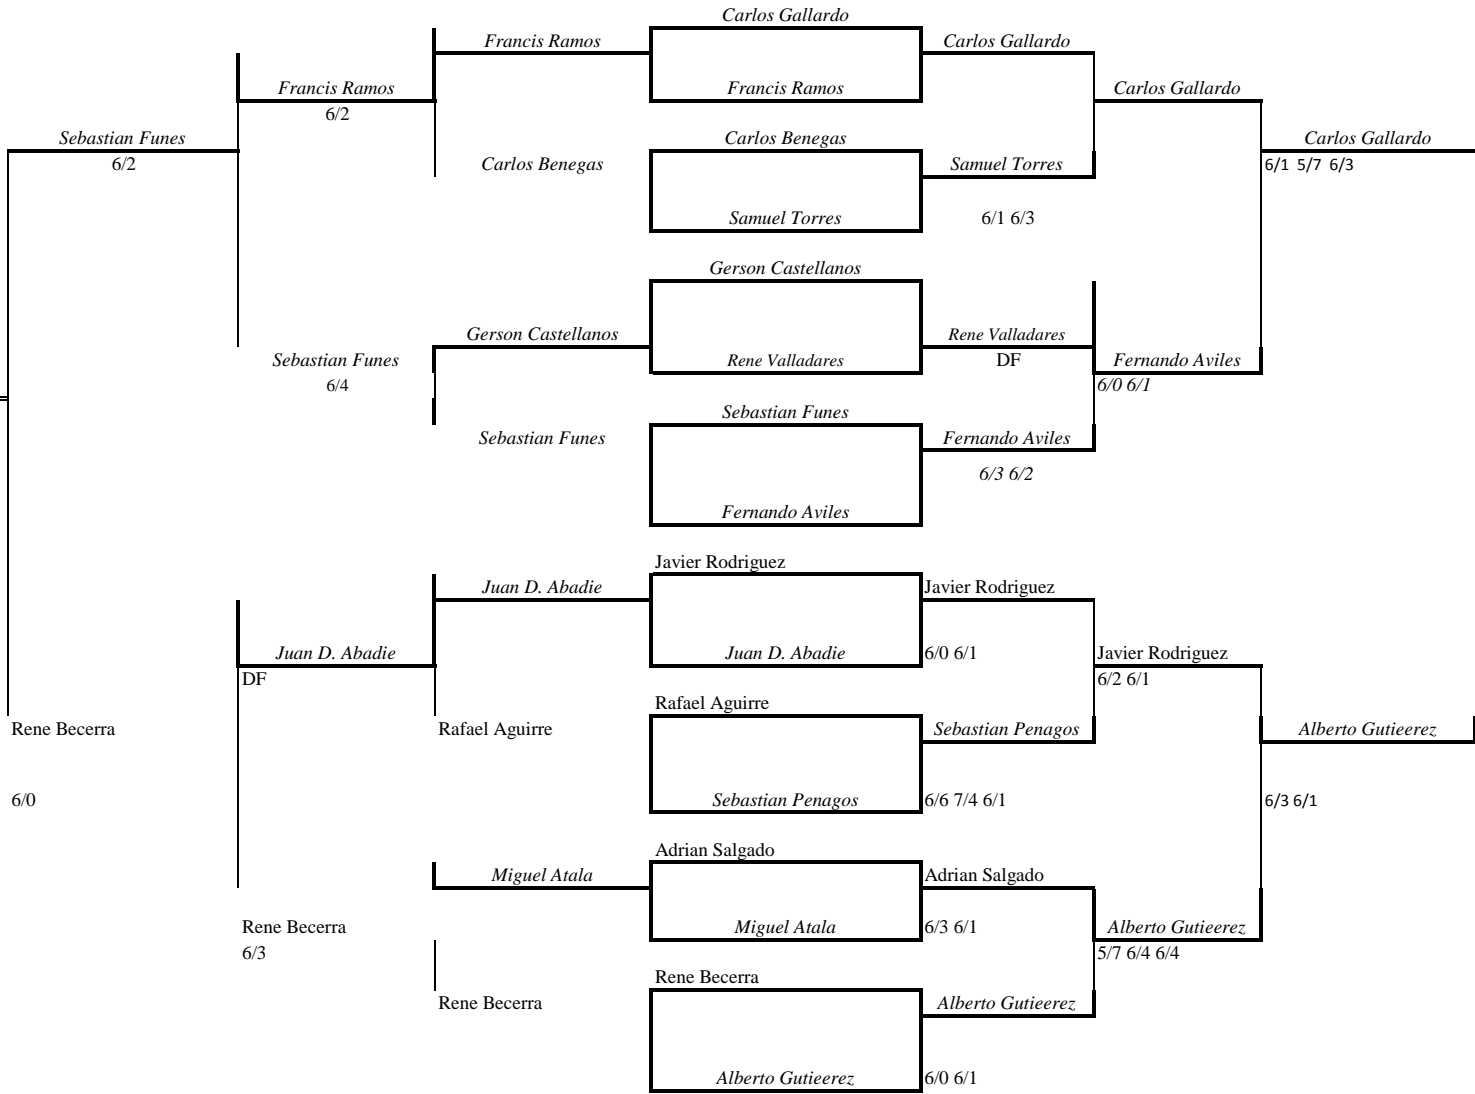 Carlos Gallardo
Francis Ramos
Carlos Gallardo
Francis Ramos
Francis Ramos
Carlos Gallardo
6/2
Sebastian Funes
Carlos Benegas
Carlos Gallardo
6/2
Carlos Benegas
Samuel Torres
6/1 5/7 6/3
Samuel Torres
6/1 6/3
Gerson Castellanos
Gerson Castellanos
Rene Valladares
Sebastian Funes
Rene Valladares
DF
Fernando Aviles
6/4
6/0 6/1
Sebastian Funes
Sebastian Funes
Fernando Aviles
6/3 6/2
Fernando Aviles
Javier Rodriguez
Juan D. Abadie
Javier Rodriguez
Juan D. Abadie
Juan D. Abadie
6/0 6/1
Javier Rodriguez
DF
6/2 6/1
Rafael Aguirre
Rene Becerra
Rafael Aguirre
Sebastian Penagos
Alberto Gutieerez
6/0
Sebastian Penagos
6/6 7/4 6/1
6/3 6/1
Adrian Salgado
Miguel Atala
Adrian Salgado
Rene Becerra
Miguel Atala
6/3 6/1
Alberto Gutieerez
6/3
5/7 6/4 6/4
Rene Becerra
Rene Becerra
Alberto Gutieerez
Alberto Gutieerez
6/0 6/1